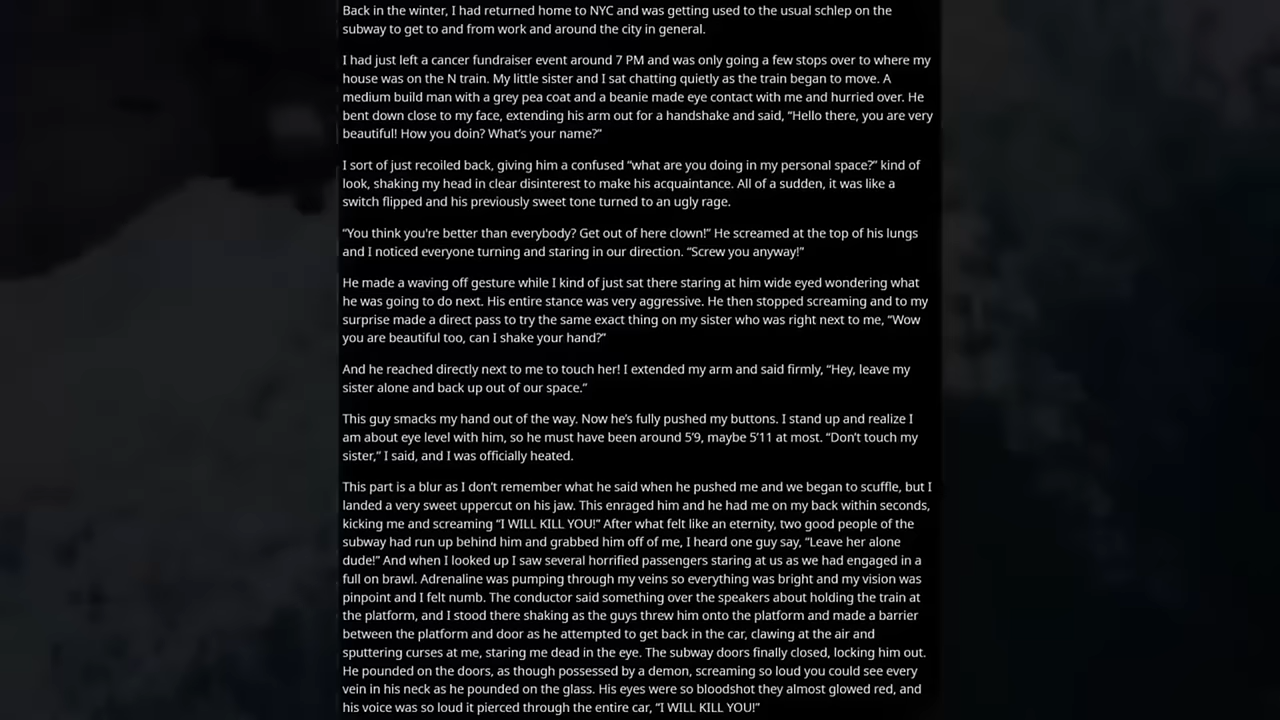 Back in the winter, I had returned home to NYC and was getting used to the usual schlep on the
subway to get to and from work and around the city in general.
I had just left a cancer fundraiser event around 7 PM and was only going a few stops over to where my
house was on the N train. My little sister and I sat chatting quietly as the train began to move. A
medium build man with a grey pea coat and a beanie made eye contact with me and hurried over. He
bent down close to my face, extending his arm out for a handshake and said, “Hello there, you are very
beautiful! How you doin? What’s your name?”
I sort of just recoiled back, giving him a confused “what are you doing in my personal space?” kind of
look, shaking my head in clear disinterest to make his acquaintance. All of a sudden, it was like a
switch flipped and his previously sweet tone turned to an ugly rage.
“You think you're better than everybody? Get out of here clown!” He screamed at the top of his lungs
and I noticed everyone turning and staring in our direction. “Screw you anyway!”
He made a waving off gesture while I kind of just sat there staring at him wide eyed wondering what
he was going to do next. His entire stance was very aggressive. He then stopped screaming and to my
surprise made a direct pass to try the same exact thing on my sister who was right next to me, “Wow
you are beautiful too, can I shake your hand?”
And he reached directly next to me to touch her! I extended my arm and said firmly, “Hey, leave my
sister alone and back up out of our space.”
This guy smacks my hand out of the way. Now he’s fully pushed my buttons. I stand up and realize I
am about eye level with him, so he must have been around 5’9, maybe 5’11 at most. “Don’t touch my
sister,” I said, and I was officially heated.
This part is a blur as I don’t remember what he said when he pushed me and we began to scuffle, but I
landed a very sweet uppercut on his jaw. This enraged him and he had me on my back within seconds,
kicking me and screaming “I WILL KILL YOU!” After what felt like an eternity, two good people of the
subway had run up behind him and grabbed him off of me, I heard one guy say, “Leave her alone
dude!” And when I looked up I saw several horrified passengers staring at us as we had engaged in a
full on brawl. Adrenaline was pumping through my veins so everything was bright and my vision was
pinpoint and I felt numb. The conductor said something over the speakers about holding the train at
the platform, and I stood there shaking as the guys threw him onto the platform and made a barrier
between the platform and door as he attempted to get back in the car, clawing at the air and
sputtering curses at me, staring me dead in the eye. The subway doors finally closed, locking him out.
He pounded on the doors, as though possessed by a demon, screaming so loud you could see every
vein in his neck as he pounded on the glass. His eyes were so bloodshot they almost glowed red, and
his voice was so loud it pierced through the entire car, “I WILL KILL YOU!”